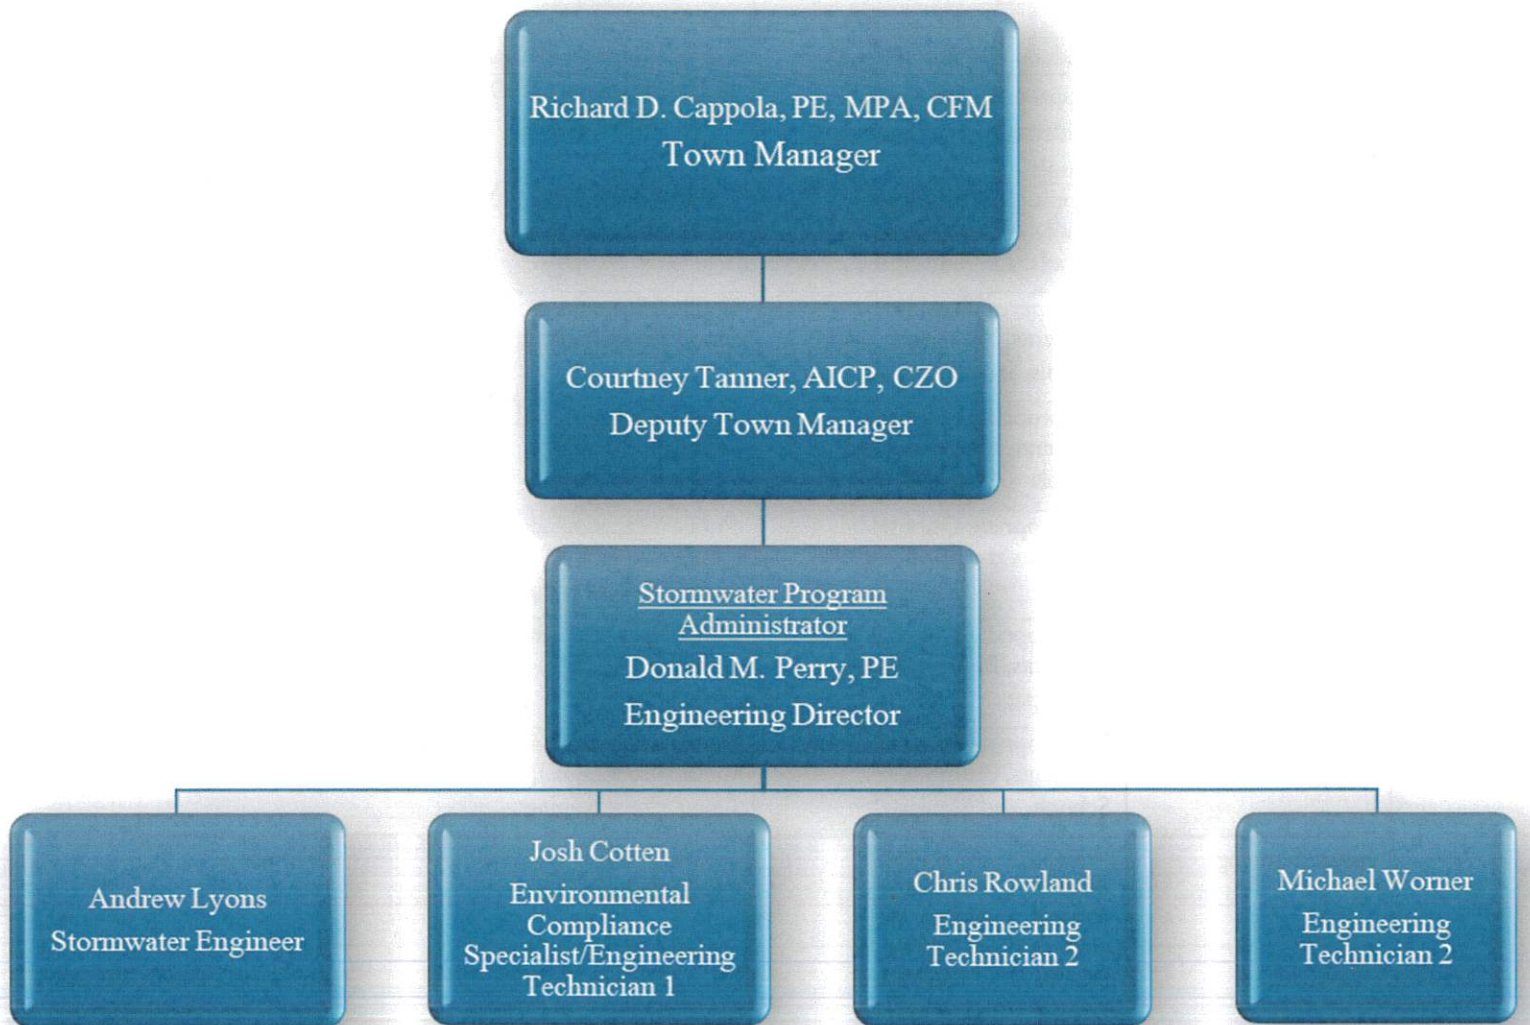 Richard D. Cappola, PE, MPA, CFM
Town Manager
Courtney Tanner, AICP, CZO
Deputy Town Manager
Stormwater Program
Administrator
Donald M. Perry, PE
Engineering Director
Andrew Lyons
Stormwater Engineer
Josh Cotten
Environmental
Compliance
Specialist/Engineering
Technician 1
Chris Rowland
Engineering
Technician 2
Michael Worner
Engineering
Technician 2